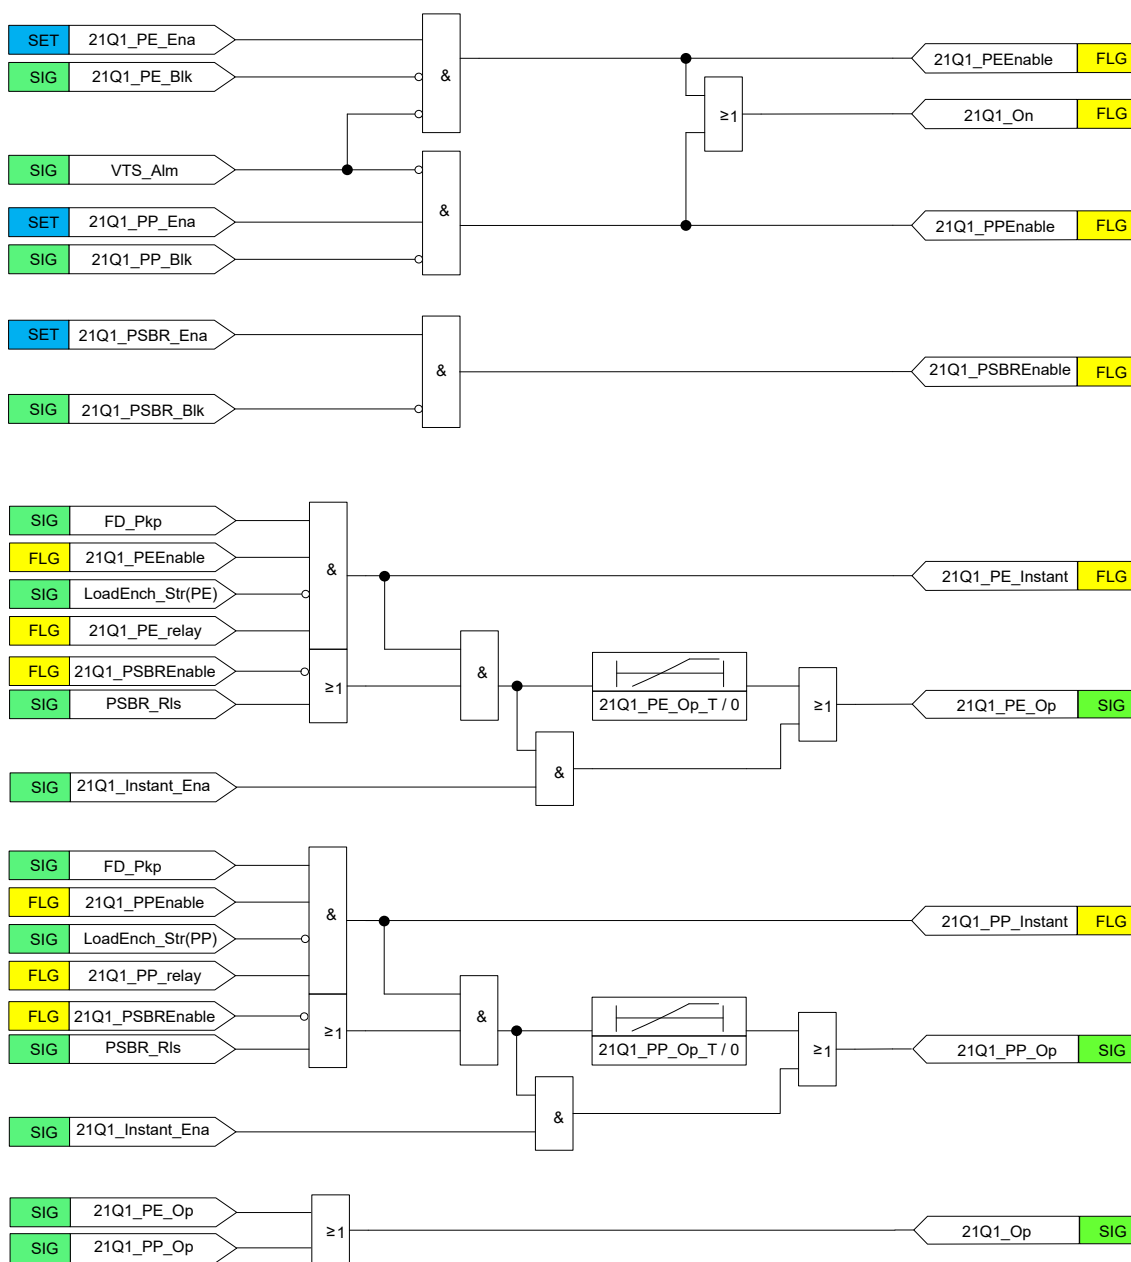 SET 21Q1_PE_Ena
SIG 21Q1_PE_Blk
&
21Q1_PEEnable FLG
≥1
21Q1_On FLG
SIG VTS_Alm
SET 21Q1_PP_Ena
SIG 21Q1_PP_Blk
&
21Q1_PPEnable FLG
SET 21Q1_PSBR_Ena
SIG 21Q1_PSBR_Blk
&
21Q1_PSBREnable FLG
SIG FD_Pkp
FLG 21Q1_PEEnable
SIG LoadEnch_Str(PE)
FLG 21Q1_PE_relay
&
21Q1_PE_Instant FLG
FLG 21Q1_PSBREnable
SIG PSBR_Rls
≥1
&
21Q1_PE_Op_T / 0
≥1
21Q1_PE_Op SIG
SIG 21Q1_Instant_Ena
&
SIG FD_Pkp
FLG 21Q1_PPEnable
SIG LoadEnch_Str(PP)
FLG 21Q1_PP_relay
&
21Q1_PP_Instant FLG
FLG 21Q1_PSBREnable
SIG PSBR_Rls
≥1
&
21Q1_PP_Op_T / 0
≥1
21Q1_PP_Op SIG
SIG 21Q1_Instant_Ena
&
SIG 21Q1_PE_Op
SIG 21Q1_PP_Op
≥1
21Q1_Op SIG